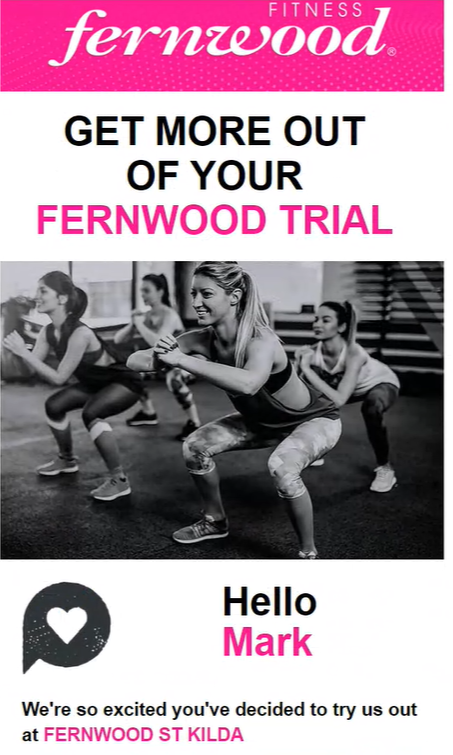 FITNESS
fernwood®
GET MORE OUT
OF YOUR
FERNWOOD TRIAL
Hello
Mark
We're so excited you've decided to try us out
at FERNWOOD ST KILDA